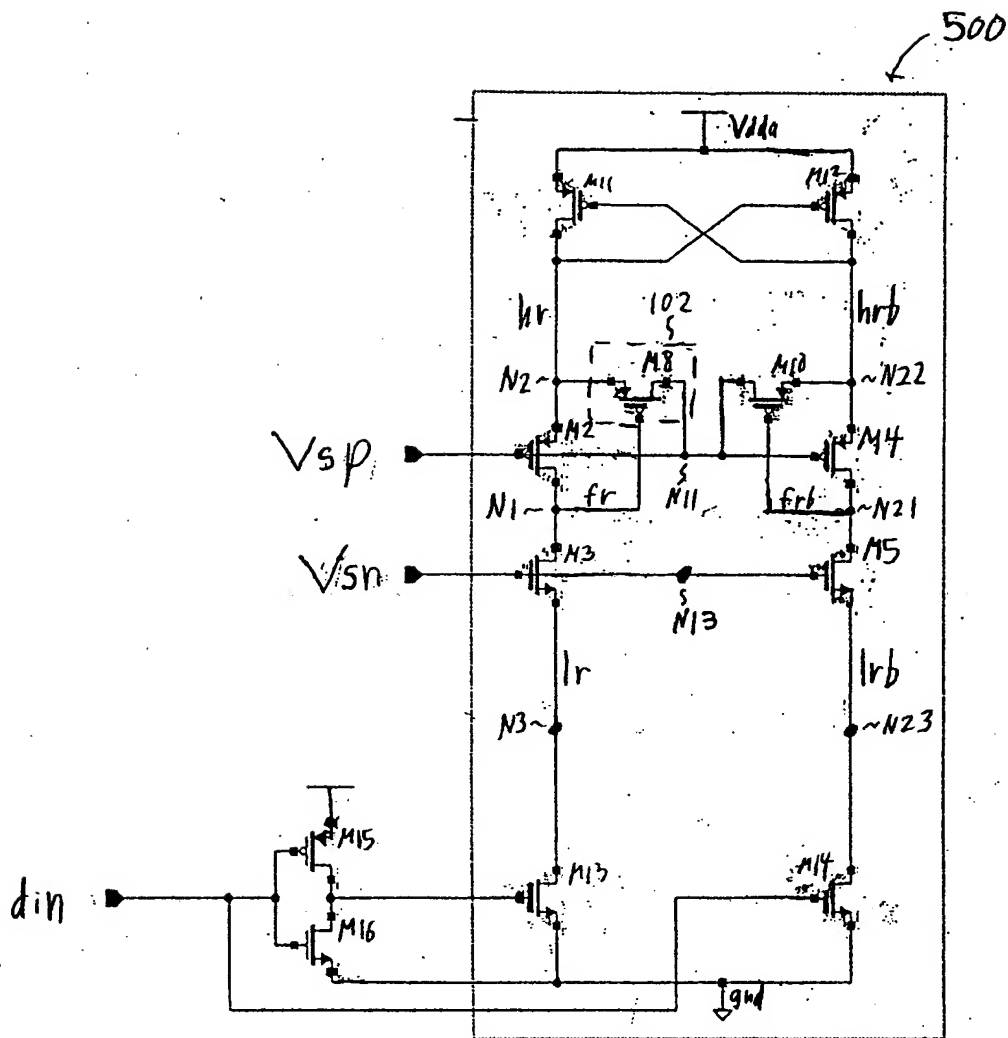 500
Vdda
M11
M12
hr
102
hrb
N2
M8
M10
N22
M2
M4
Vsp
fr
N11
frb
N1
N21
M3
M5
Vsn
N13
lr
lrb
N3
N23
M15
M13
M14
din
M16
gnd